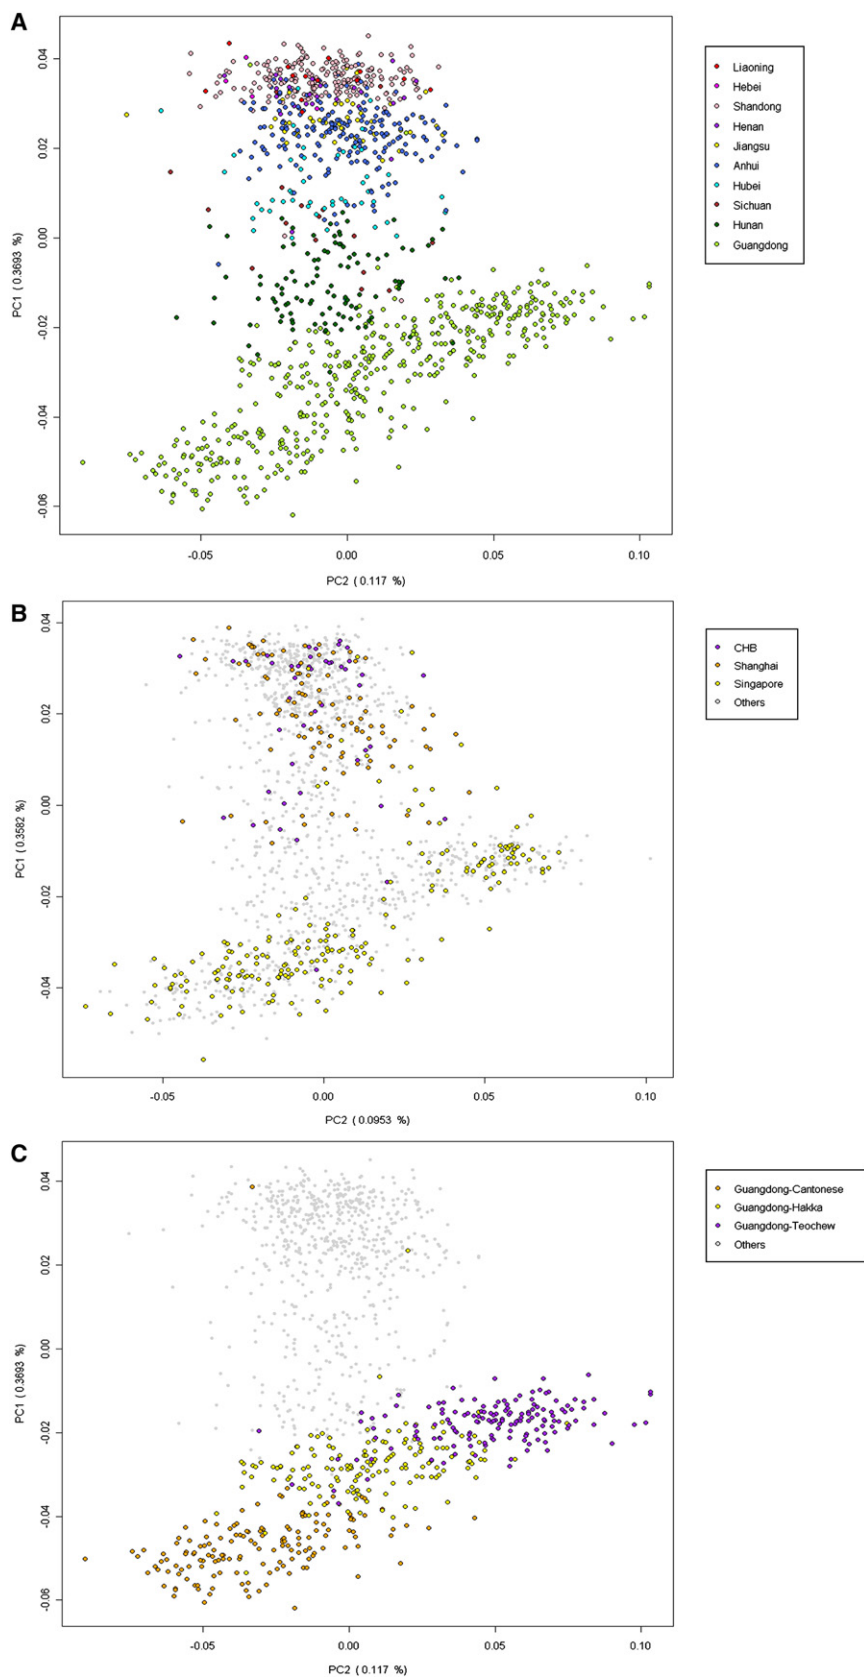 A
0.04
0.02
0.00
-0.02
-0.04
-0.06
PC1 (0.3693 %)
-0.05
0.00
0.05
0.10
PC2 ( 0.117 %)
Liaoning
Hebei
Shandong
Henan
Jiangsu
Anhui
Hubei
Sichuan
Hunan
Guangdong
B
0.04
0.02
0.00
-0.02
-0.04
PC1 (0.3582 %)
-0.05
0.00
0.05
0.10
PC2 ( 0.0953 %)
CHB
Shanghai
Singapore
Others
C
0.04
0.02
0.00
-0.02
-0.04
-0.06
PC1 (0.3693 %)
-0.05
0.00
0.05
0.10
PC2 ( 0.117 %)
Guangdong-Cantonese
Guangdong-Hakka
Guangdong-Teochew
Others